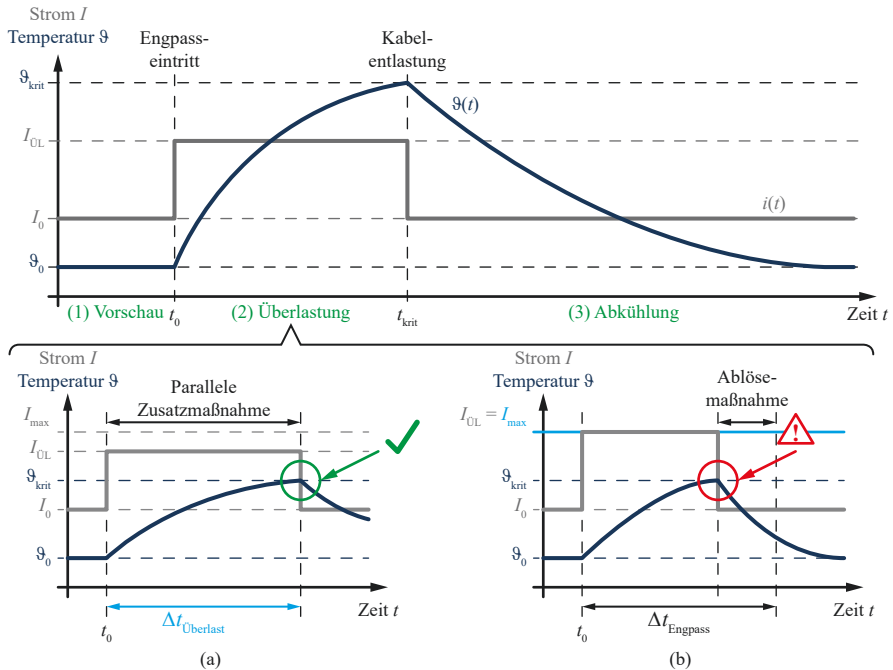 Strom I
Temperatur ϑ
Engpass-
eintritt
Kabel-
entlastung
ϑkrit
ϑ(t)
IÜL
I0
i(t)
ϑ0
(1) Vorschau
t0
(2) Überlastung
tkrit
(3) Abkühlung
Zeit t
Strom I
Temperatur ϑ
Parallele
Zusatzmaßnahme
Imax
IÜL
ϑkrit
I0
ϑ0
Zeit t
ΔtÜberlast
t0
(a)
Strom I
Temperatur ϑ
Ablöse-
maßnahme
IÜL = Imax
!
ϑkrit
I0
ϑ0
Zeit t
ΔtEngpass
t0
(b)